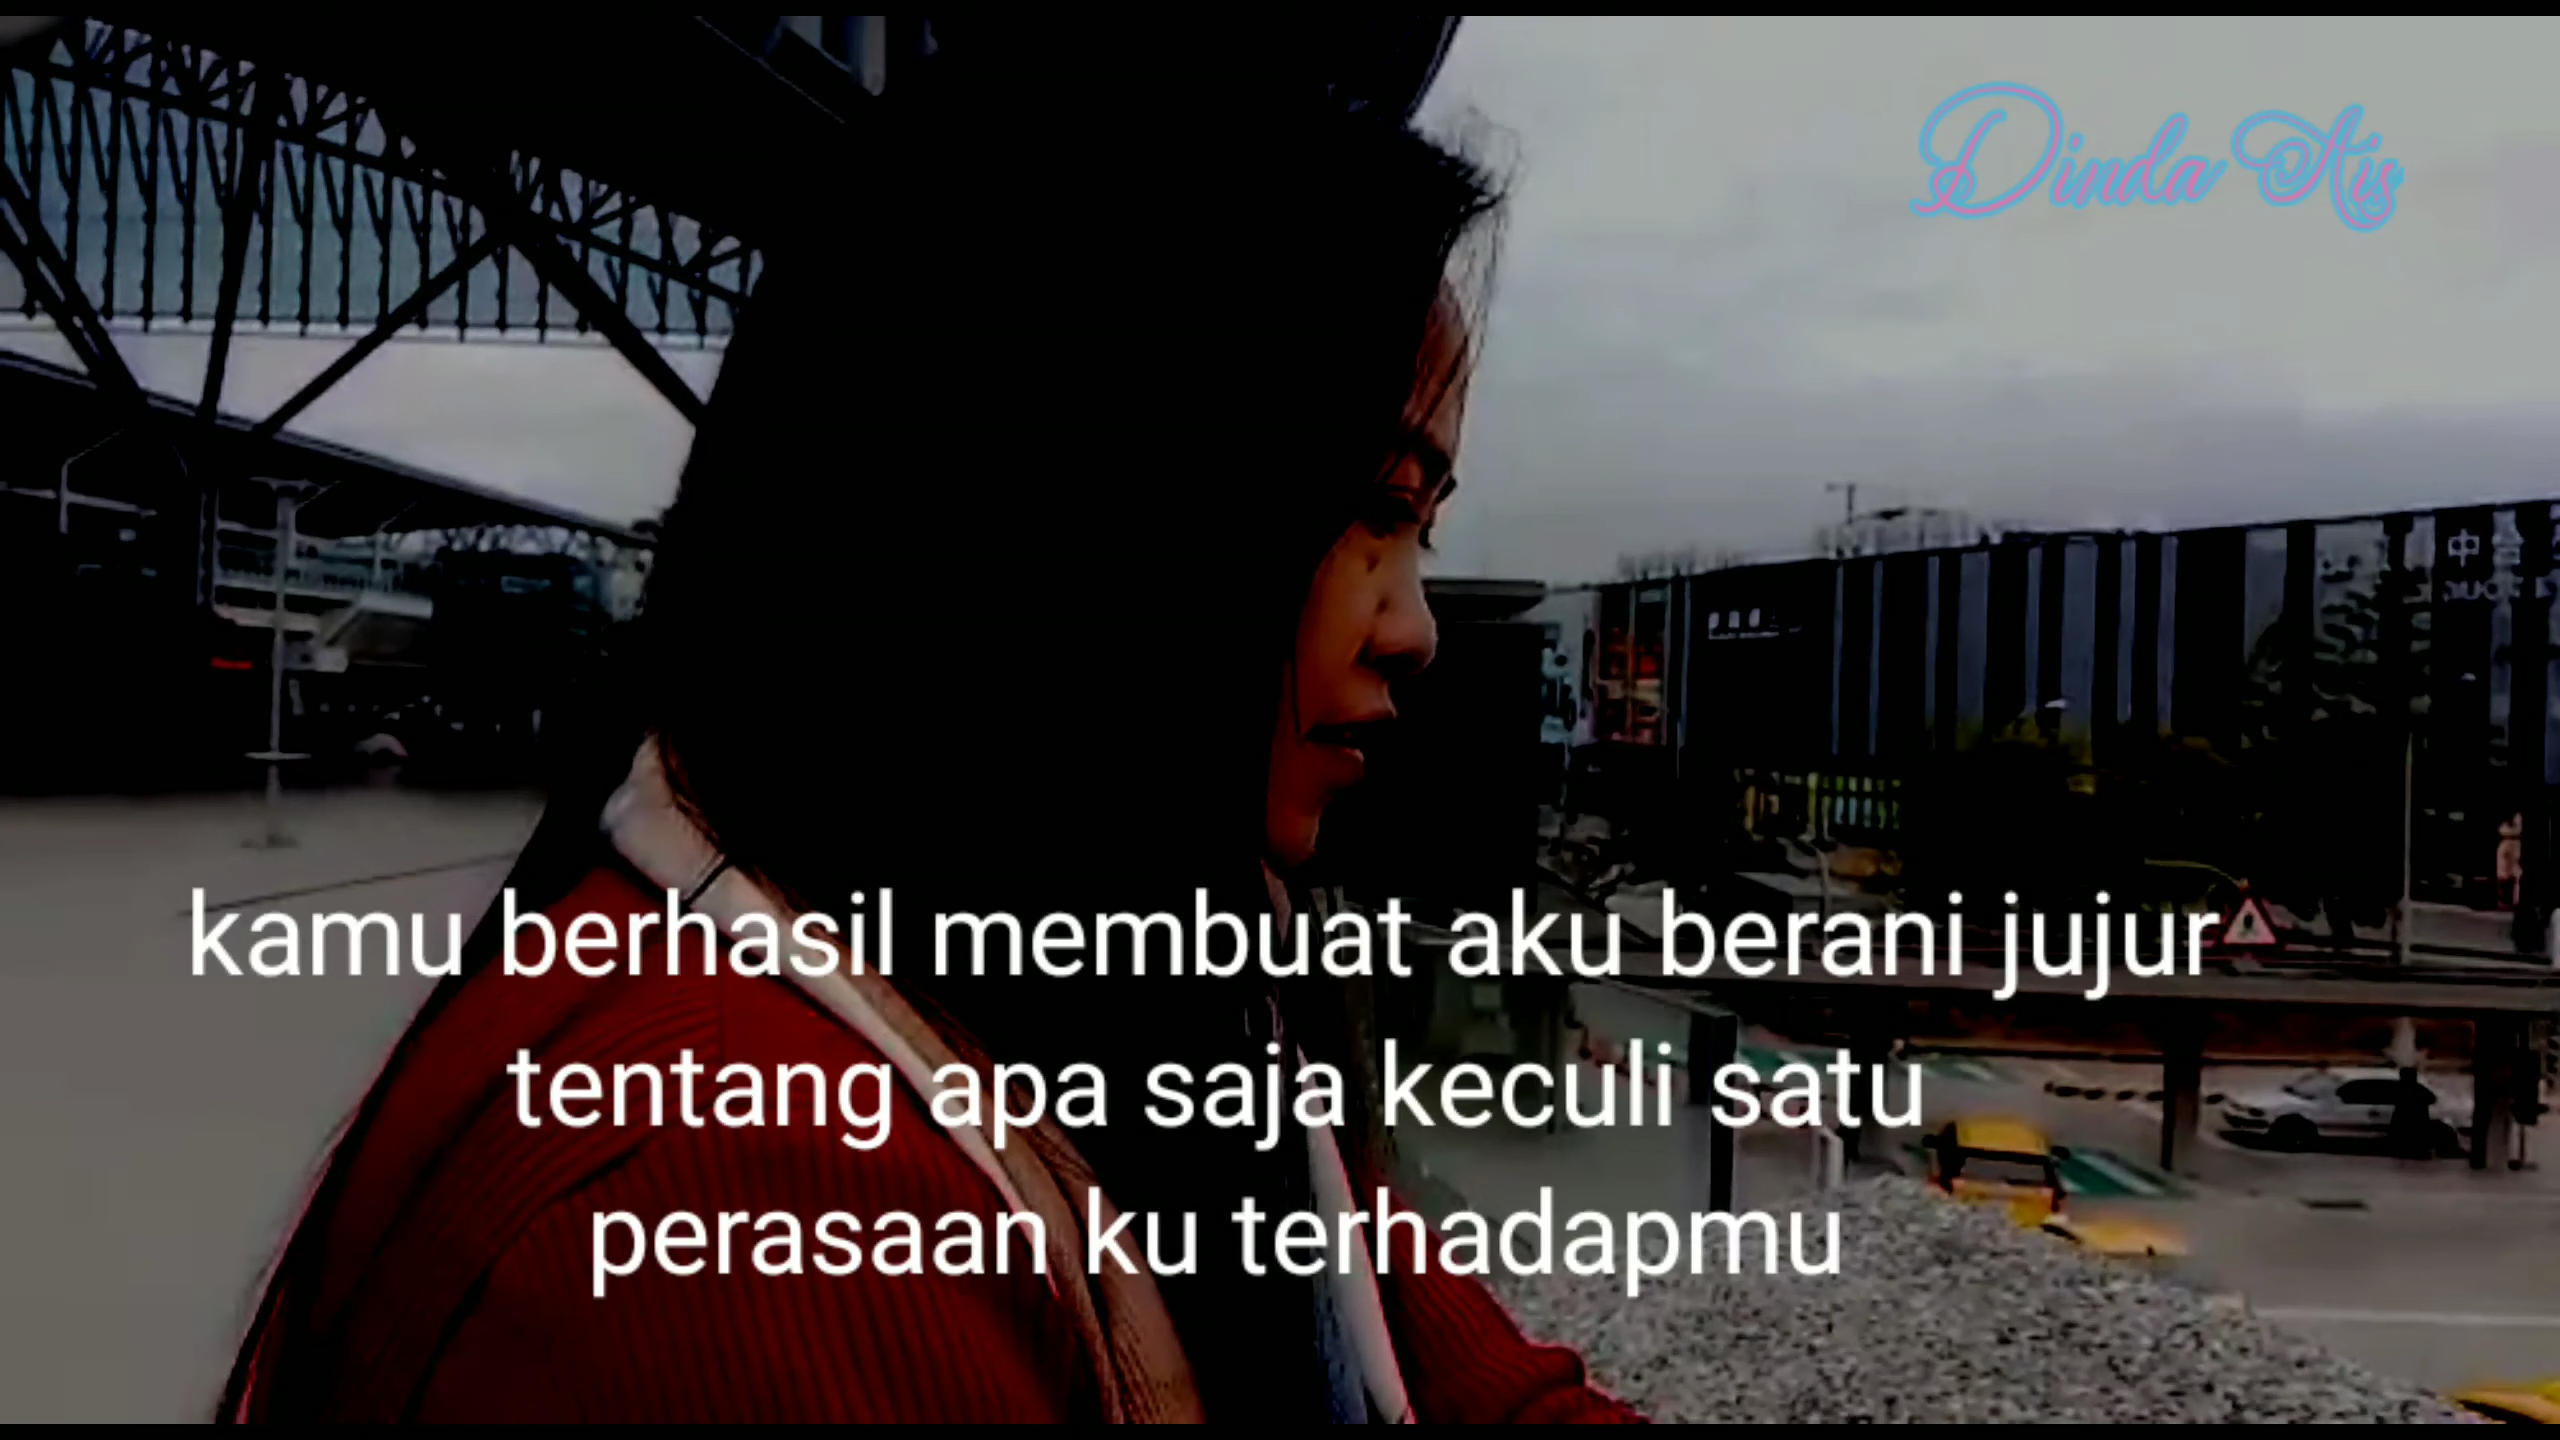 Dinda Ais
kamu berhasil membuat aku berani jujur
tentang apa saja keculi satu
perasaan ku terhadapmu